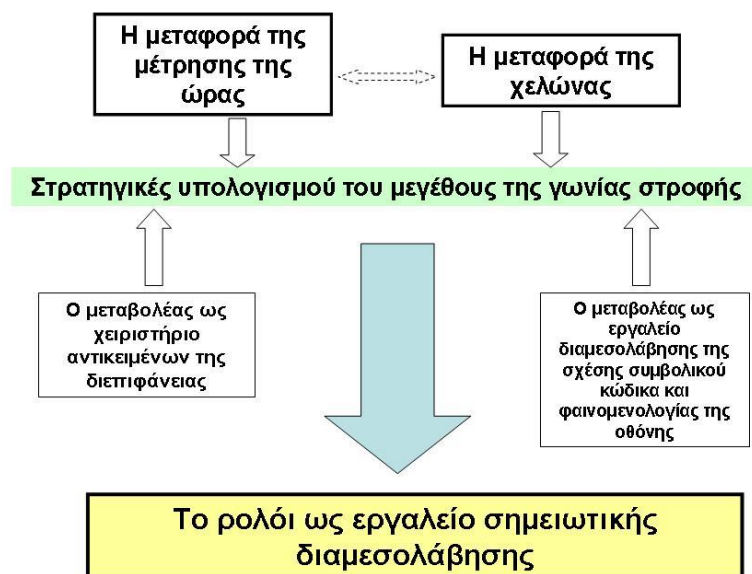 Η μεταφορά της
μέτρησης της
ώρας
Η μεταφορά της
χελώνας
Στρατηγικές υπολογισμού του μεγέθους της γωνίας στροφής
Ο μεταβολέας ως
χειριστήριο
αντικειμένων της
διεπιφάνειας
Ο μεταβολέας ως
εργαλείο
διαμεσολάβησης της
σχέσης συμβολικού
κώδικα και
φαινομενολογίας της
οθόνης
Το ρολόι ως εργαλείο σημειωτικής
διαμεσολάβησης